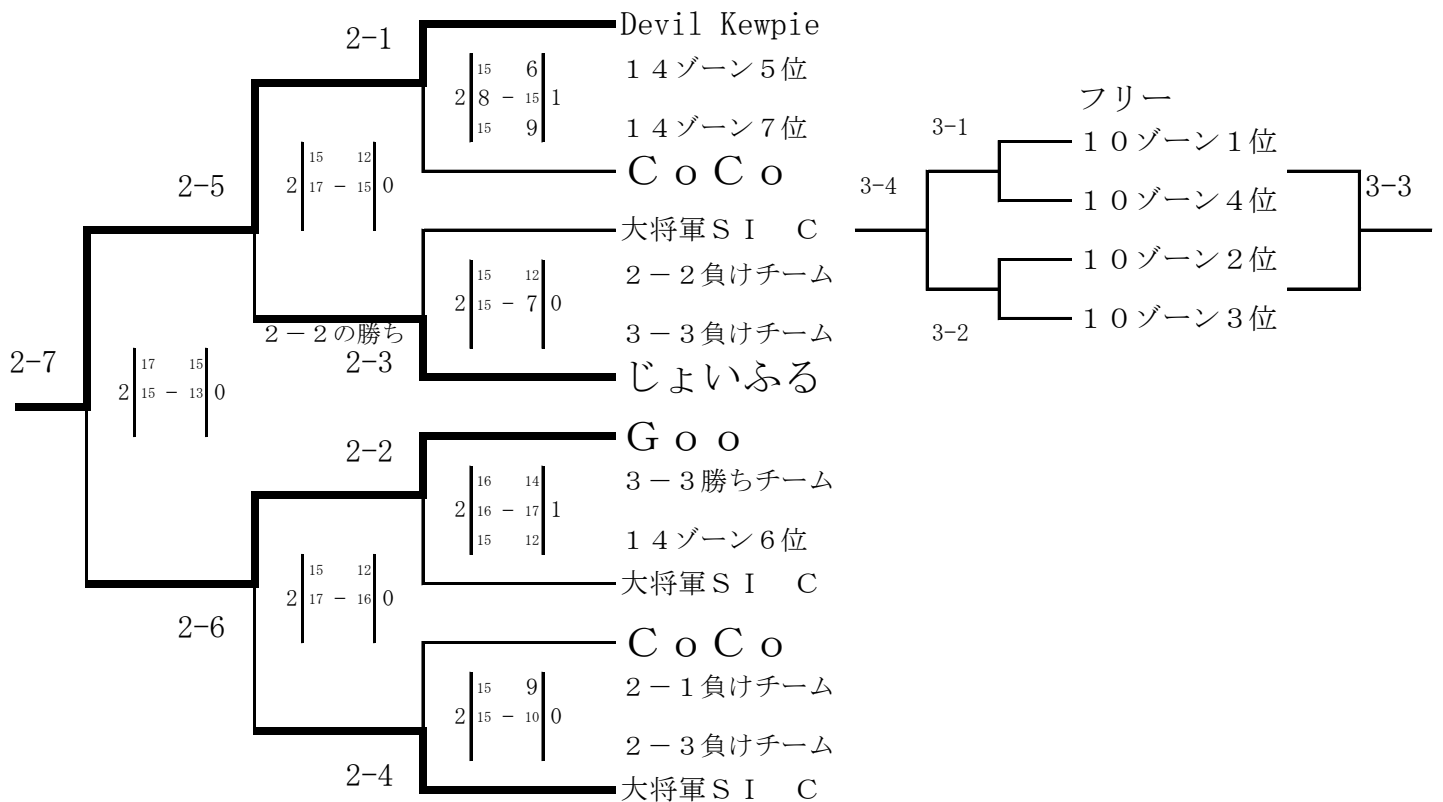 Devil Kewpie
2-1
15 6
１４ゾーン５位
2 8 - 15 1
15 9
１４ゾーン７位
ＣｏＣｏ
2-5
15 12
2 17 - 15 0
大将軍ＳＩ　Ｃ
15 12
２－２負けチーム
2 15 - 7 0
３－３負けチーム
２－２の勝ち
2-3
じょいふる
2-7
17 15
2 15 - 13 0
Ｇｏｏ
2-2
３－３勝ちチーム
16 14
2 16 - 17 1
15 12
１４ゾーン６位
大将軍ＳＩ　Ｃ
15 12
2 17 - 16 0
2-6
ＣｏＣｏ
２－１負けチーム
15 9
2 15 - 10 0
２－３負けチーム
2-4
大将軍ＳＩ　Ｃ
フリー
3-1
１０ゾーン１位
3-4
3-3
１０ゾーン４位
１０ゾーン２位
１０ゾーン３位
3-2